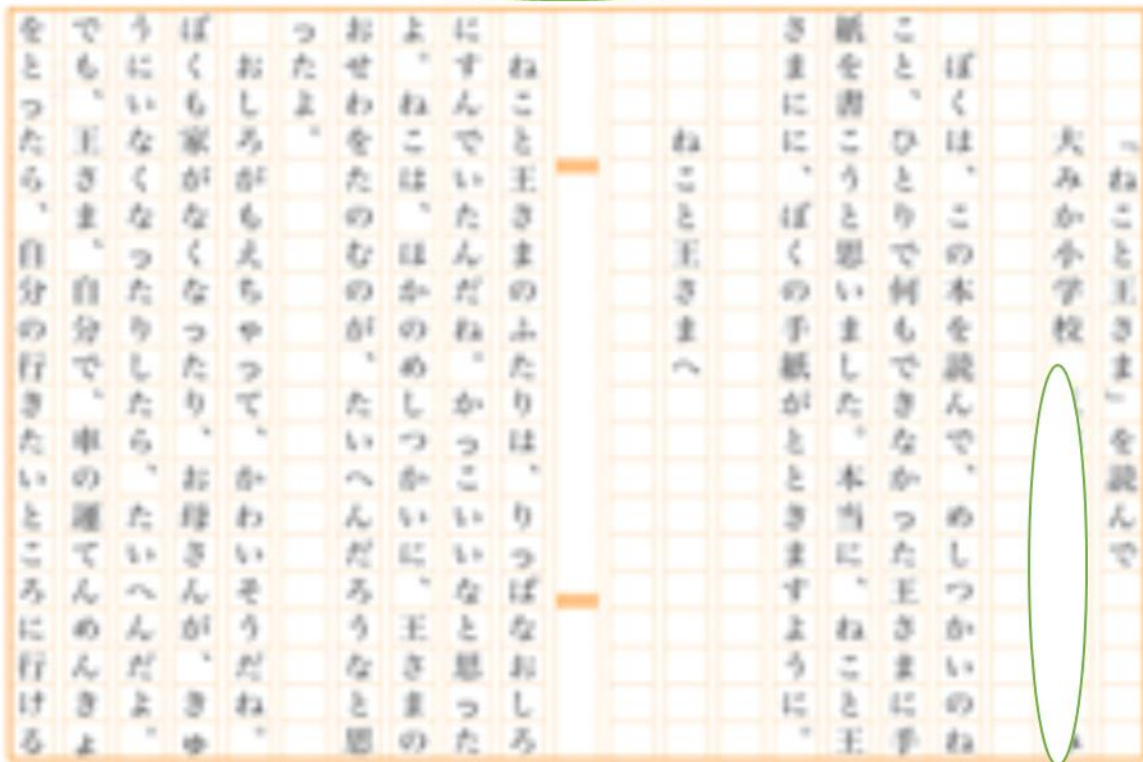 「ねこと王さま」を読んで
大みか小学校
ぼくは、この本を読んで、めしつかいのね
こと、ひとりで何もできなかった王さまに手
紙を書こうと思いました。本当に、ねこと王
さまにに、ぼくの手紙がとときますように。
ねこと王さまへ
ねこと王さまのふたりは、りっぱなおしろ
にすんでいたんだね。かっこいいなと思った
よ。ねこは、ほかのめしつかいに、王さまの
おせわをたのむのが、たいへんだろうなと思
ったよ。
おしろがもえちゃって、かわいそうだね。
ぼくも家がなくなったり、お母さんが、きゅ
うにいなくなったりしたら、たいへんだよ。
でも、王さま、自分で、車の運てんめんきょ
をとったら、自分の行きたいところに行ける